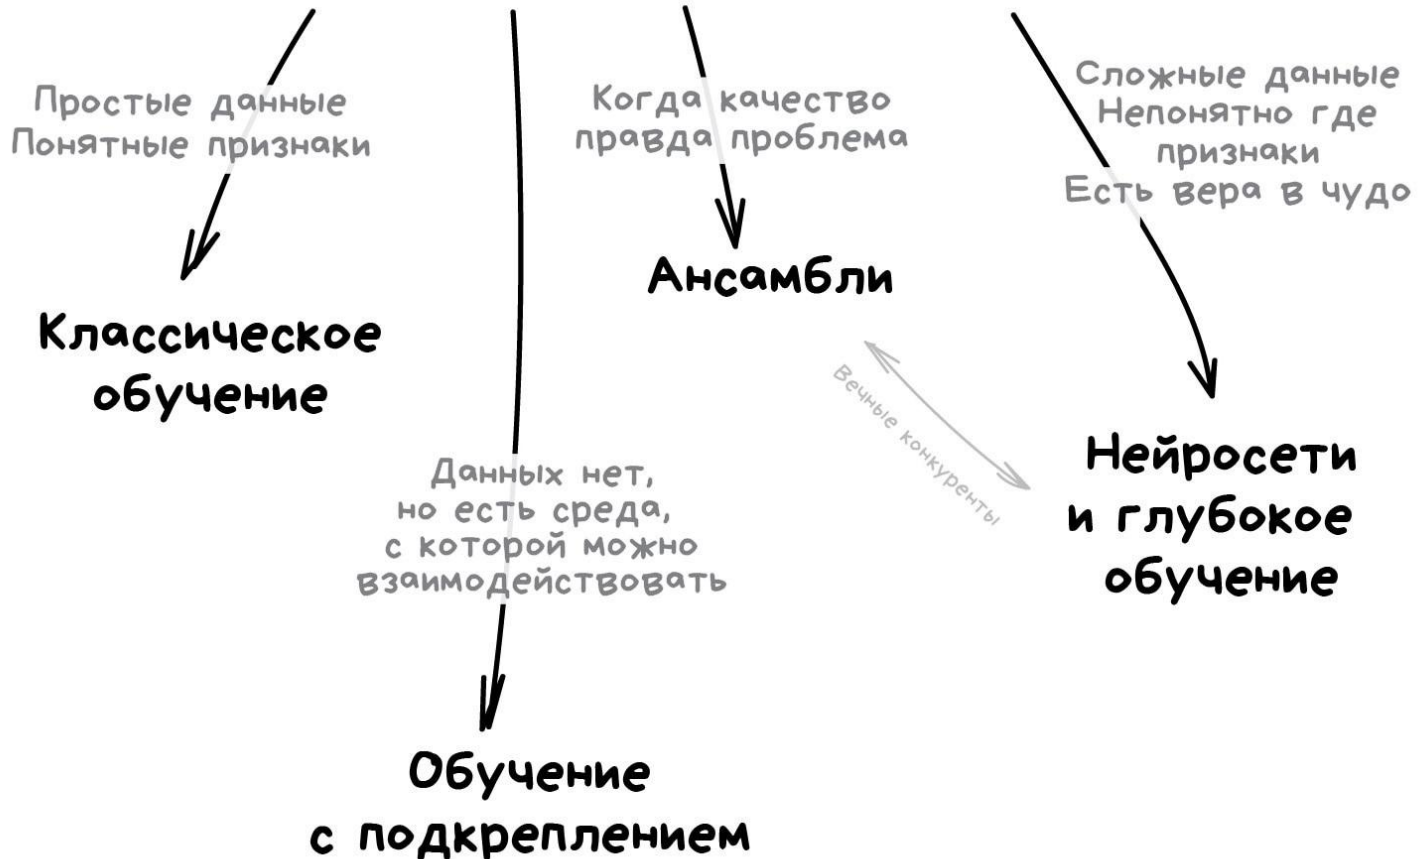 Простые данные
Понятные признаки
Классическое
обучение
Данных нет,
но есть среда,
с которой можно
взаимодействовать
Обучение
с подкреплением
Когда качество
правда проблема
Ансамбли
Вечные конкуренты
Сложные данные
Непонятно где
признаки
Есть вера в чудо
Нейросети
и глубокое
обучение